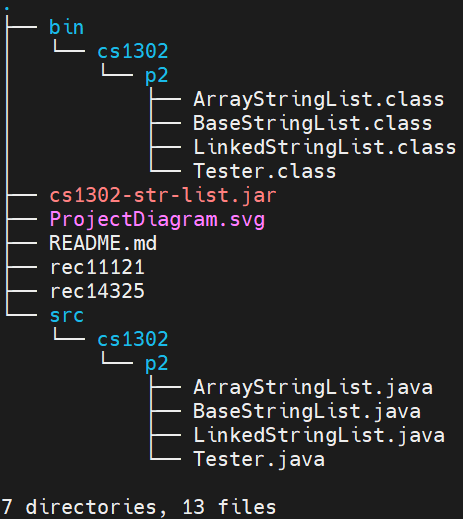 .
├── bin
│   └── cs1302
│       └── p2
│           ├── ArrayStringList.class
│           ├── BaseStringList.class
│           ├── LinkedStringList.class
│           └── Tester.class
├── cs1302-str-list.jar
├── ProjectDiagram.svg
├── README.md
├── rec11121
├── rec14325
└── src
    └── cs1302
        └── p2
            ├── ArrayStringList.java
            ├── BaseStringList.java
            ├── LinkedStringList.java
            └── Tester.java
7 directories, 13 files